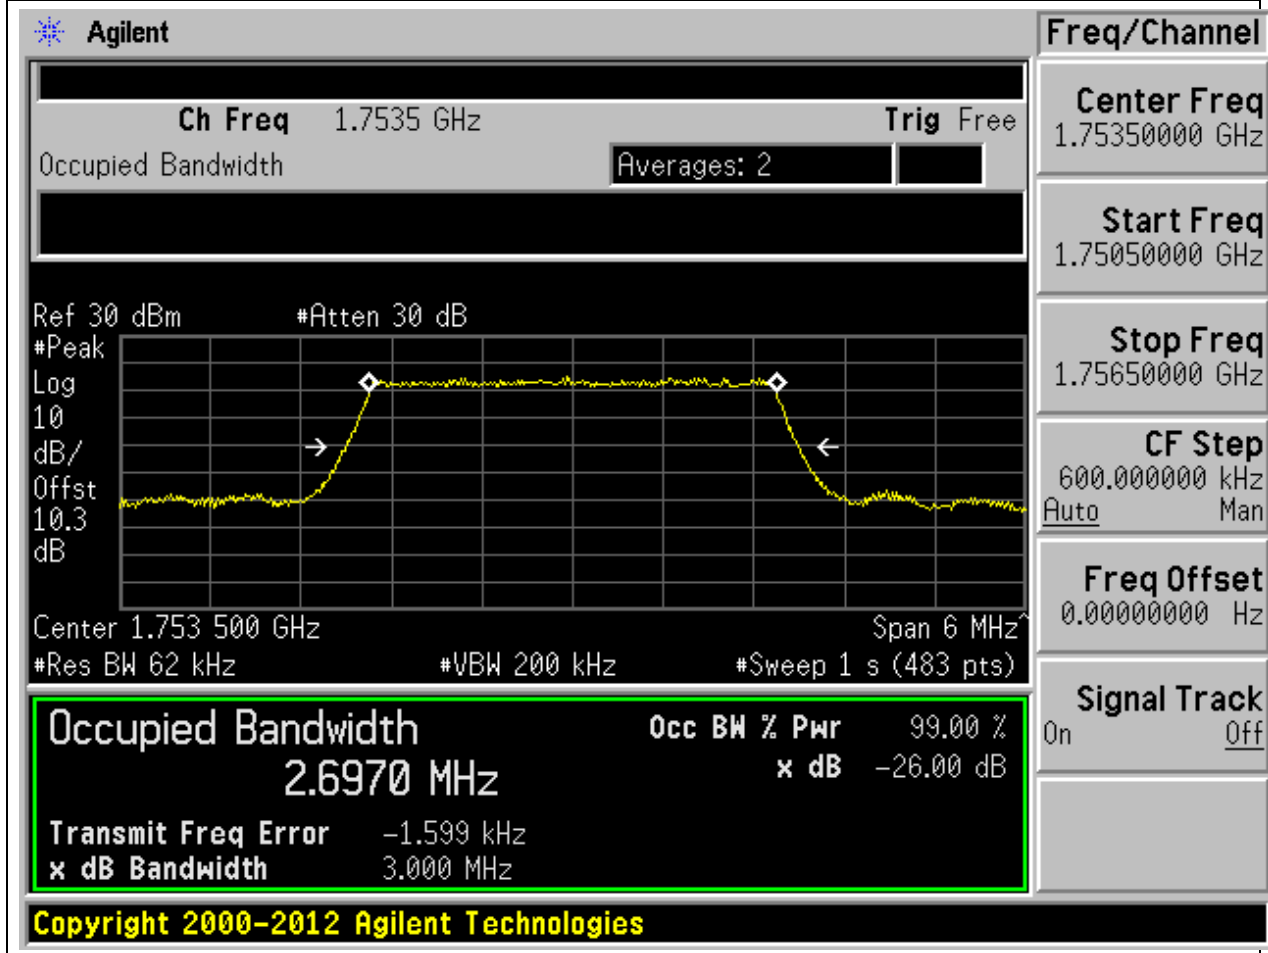 Agilent
Freq/Channel
Ch Freq 1.7535 GHz Trig Free
Occupied Bandwidth Averages: 2
Center Freq
1.75350000 GHz
Start Freq
1.75050000 GHz
Stop Freq
1.75650000 GHz
CF Step
600.000000 kHz
Auto Man
Freq Offset
0.00000000 Hz
Signal Track
On Off
Ref 30 dBm #Atten 30 dB
#Peak
Log
10
dB/
Offst
10.3
dB
Center 1.753 500 GHz Span 6 MHz^
#Res BW 62 kHz #VBW 200 kHz #Sweep 1 s (483 pts)
Occupied Bandwidth Occ BW % Pwr 99.00 %
2.6970 MHz x dB -26.00 dB
Transmit Freq Error -1.599 kHz
x dB Bandwidth 3.000 MHz
Copyright 2000-2012 Agilent Technologies